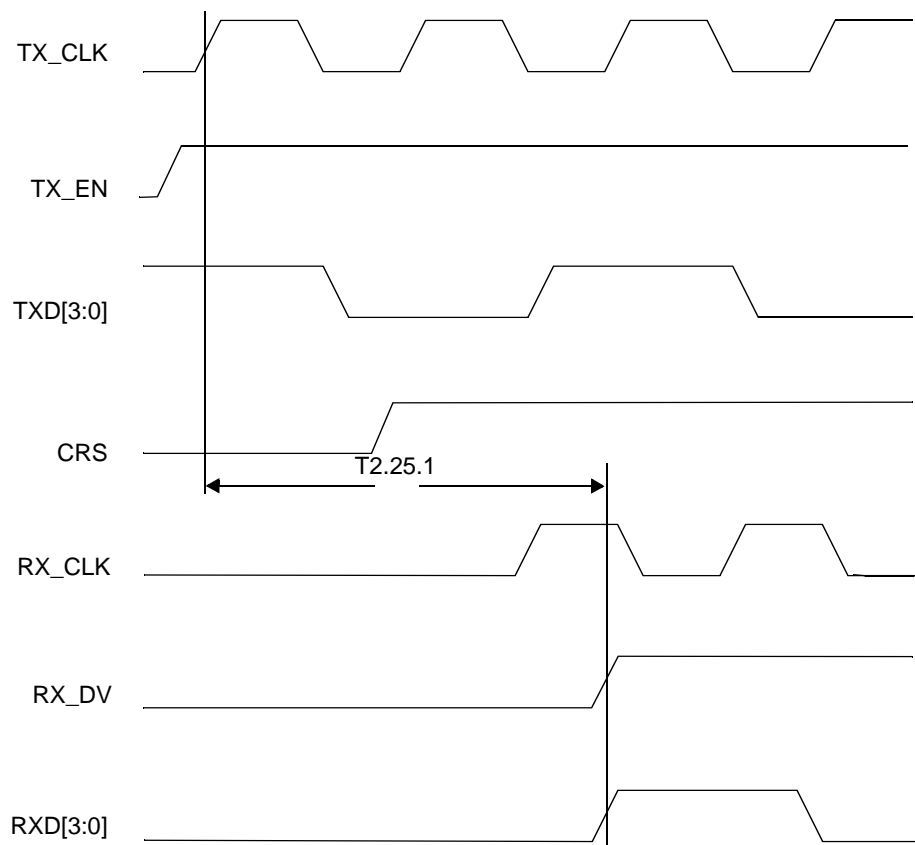 TX_CLK
TX_EN
TXD[3:0]
CRS
T2.25.1
RX_CLK
RX_DV
RXD[3:0]